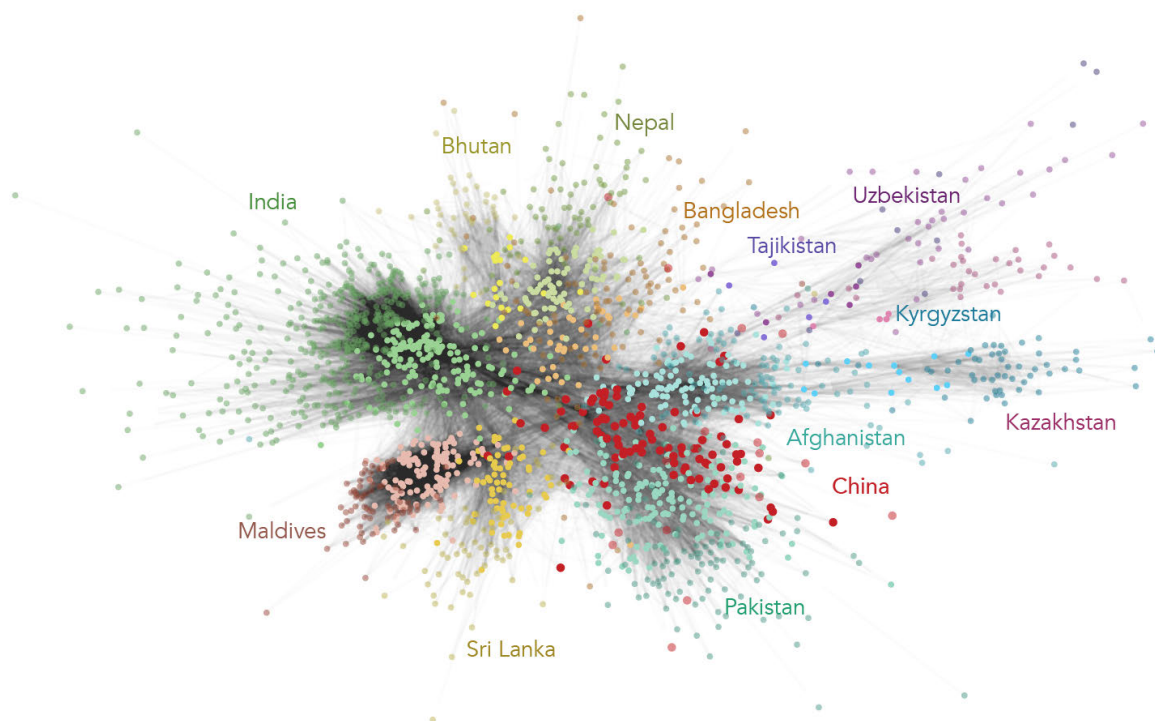 Nepal
Bhutan
India
Uzbekistan
Bangladesh
Tajikistan
Kyrgyzstan
Kazakhstan
Afghanistan
China
Maldives
Pakistan
Sri Lanka